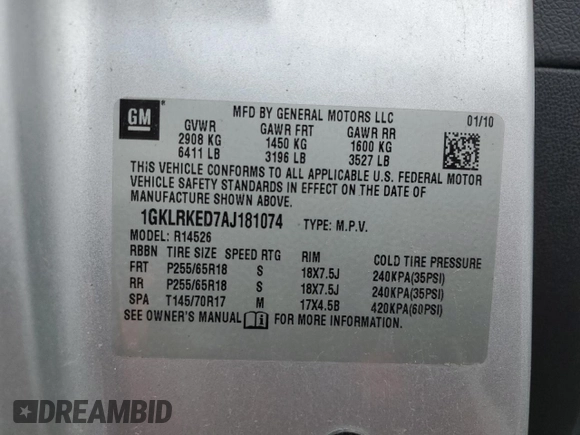 GM
MFD BY GENERAL MOTORS LLC
01/10
GVWR GAWR FRT GAWR RR
2908 KG 1450 KG 1600 KG
6411 LB 3196 LB 3527 LB
THIS VEHICLE CONFORMS TO ALL APPLICABLE U.S. FEDERAL MOTOR
VEHICLE SAFETY STANDARDS IN EFFECT ON THE DATE OF
MANUFACTURE SHOWN ABOVE.
1GKLRKED7AJ181074 TYPE: M.P.V.
MODEL: R14526
RBBN TIRE SIZE SPEED RTG RIM COLD TIRE PRESSURE
FRT P255/65R18 S 18X7.5J 240KPA(35PSI)
RR P255/65R18 S 18X7.5J 240KPA(35PSI)
SPA T145/70R17 M 17X4.5B 420KPA(60PSI)
SEE OWNER'S MANUAL FOR MORE INFORMATION.
DREAMBID